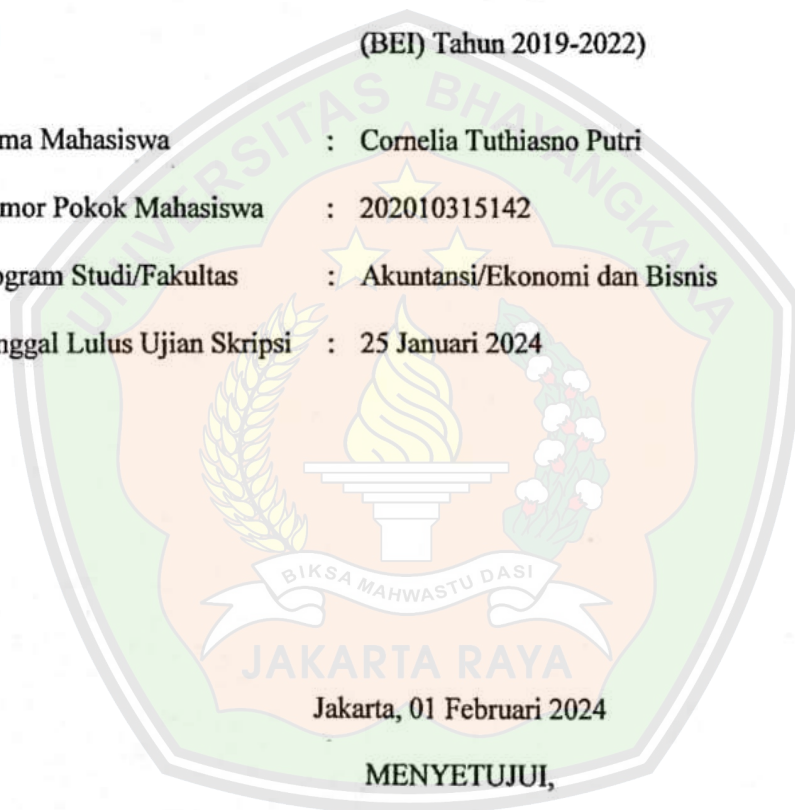 (BEI) Tahun 2019-2022)
ma Mahasiswa : Cornelia Tuthiasno Putri
mor Pokok Mahasiswa : 202010315142
gram Studi/Fakultas : Akuntansi/Ekonomi dan Bisnis
nggal Lulus Ujian Skripsi : 25 Januari 2024
UNIVERSITAS BHAYANGKARA
BIKSA MAHWASTU DASI
JAKARTA RAYA
Jakarta, 01 Februari 2024
MENYETUJUI,